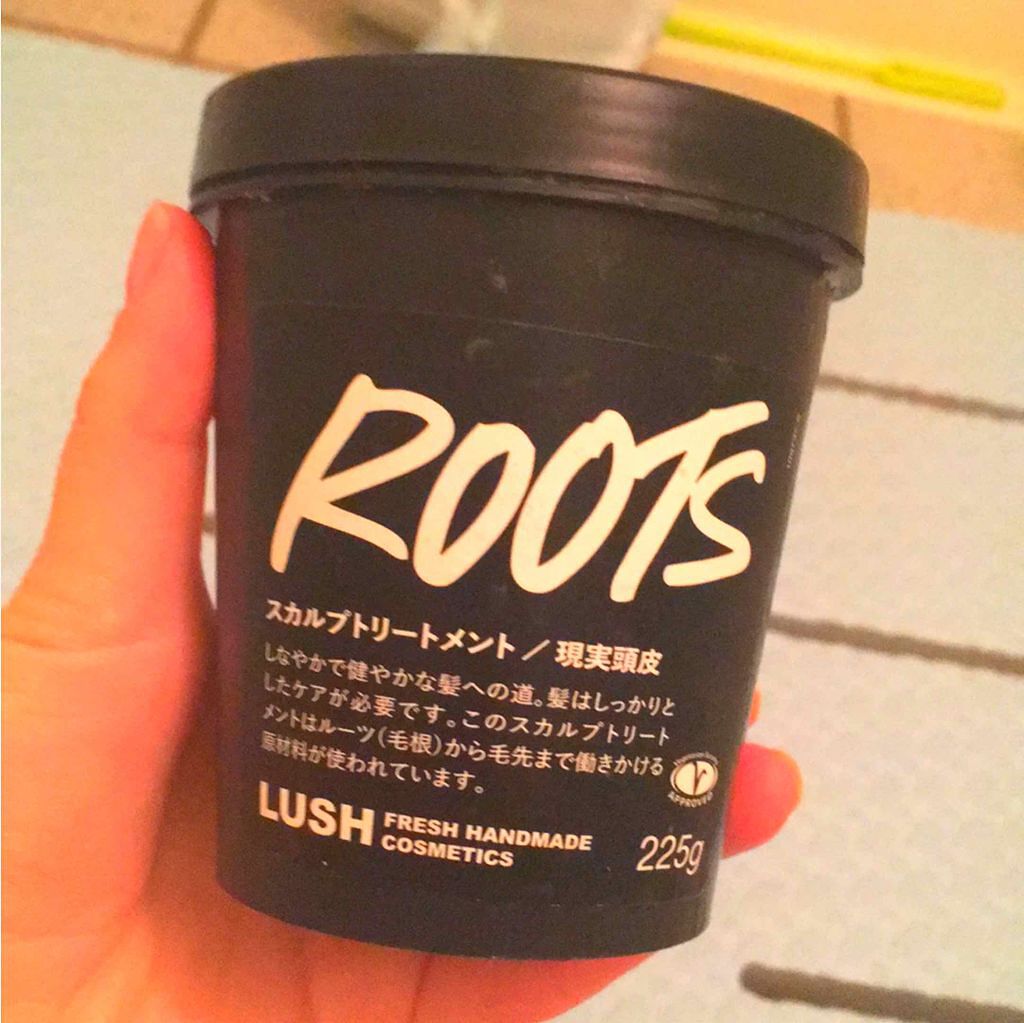 ROOTS
スカルプトリートメント／現実頭皮
しなやかで健やかな髪への道。髪はしっかりと
したケアが必要です。このスカルプトリート
メントはルーツ(毛根)から毛先まで働きかける
原材料が使われています。
APPROVED
LUSH FRESH HANDMADE
COSMETICS
225g